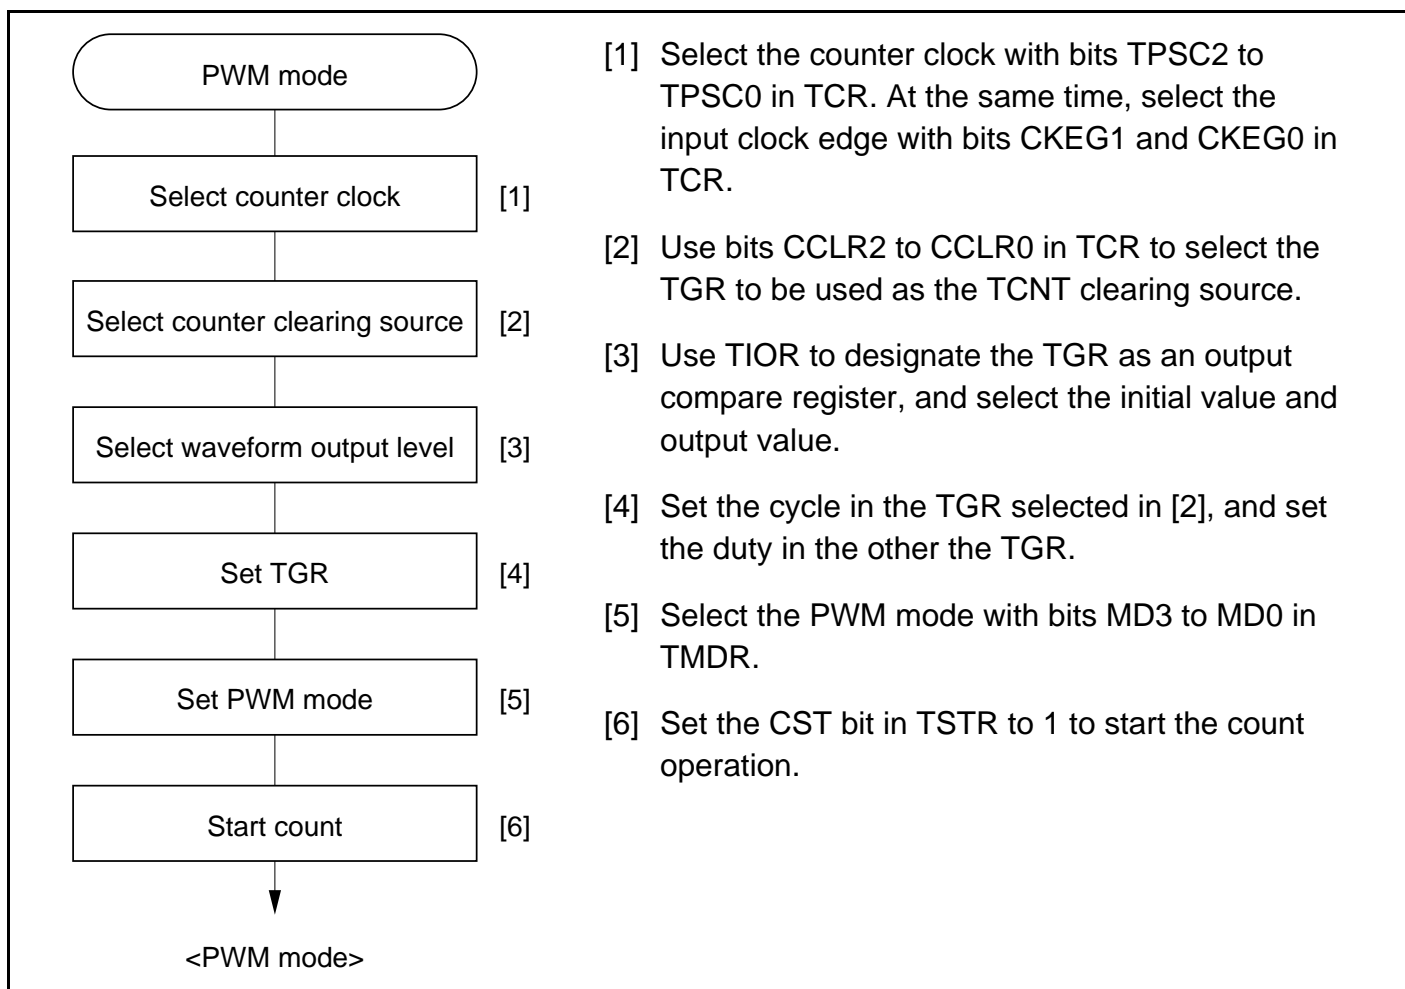 PWM mode
Select counter clock
[1]
Select counter clearing source
[2]
Select waveform output level
[3]
Set TGR
[4]
Set PWM mode
[5]
Start count
[6]
<PWM mode>
[1] Select the counter clock with bits TPSC2 to
TPSC0 in TCR. At the same time, select the
input clock edge with bits CKEG1 and CKEG0 in
TCR.
[2] Use bits CCLR2 to CCLR0 in TCR to select the
TGR to be used as the TCNT clearing source.
[3] Use TIOR to designate the TGR as an output
compare register, and select the initial value and
output value.
[4] Set the cycle in the TGR selected in [2], and set
the duty in the other the TGR.
[5] Select the PWM mode with bits MD3 to MD0 in
TMDR.
[6] Set the CST bit in TSTR to 1 to start the count
operation.